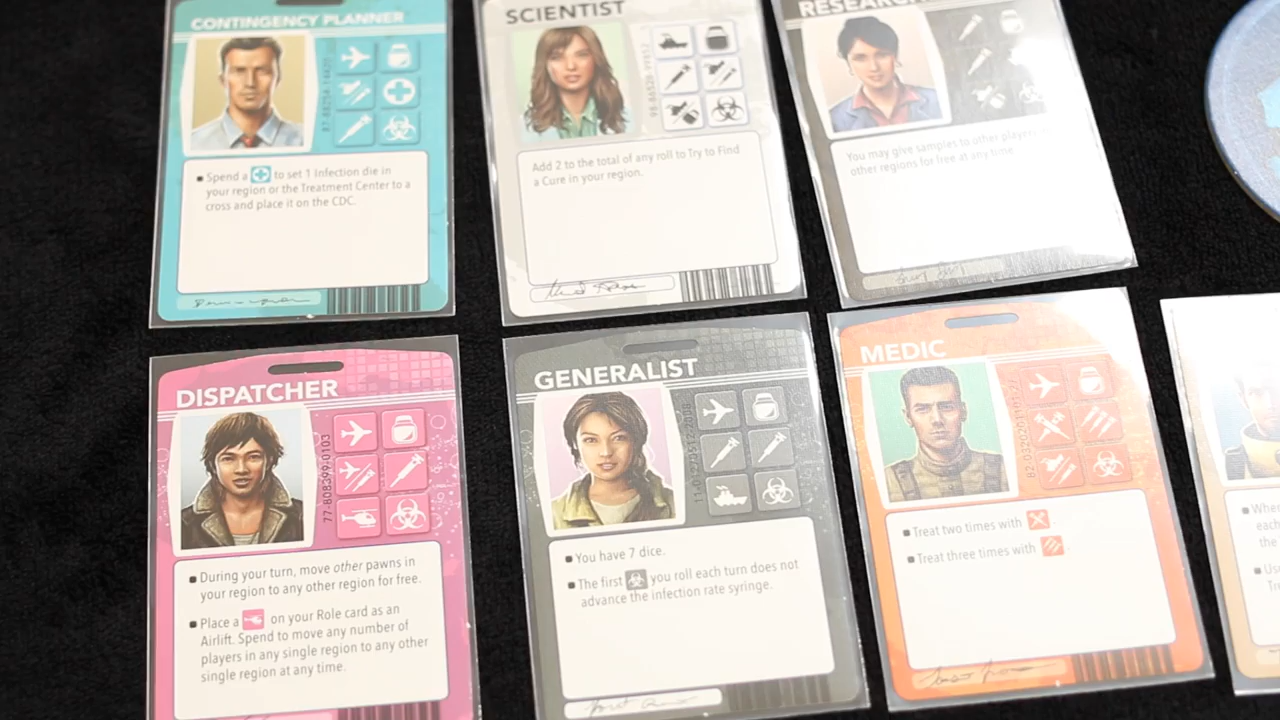 CONTINGENCY PLANNER
Spend a to set 1 Infection die in
your region or the Treatment Center to a
cross and place it on the CDC.
SCIENTIST
Add 2 to the total of any roll to Try to Find
a Cure in your region.
You may give samples to other
other regions for free at any time.
DISPATCHER
77-808399-0103
During your turn, move other pawns in
your region to any other region for free.
Place a on your Role card as an
Airlift. Spend to move any number of
players in any single region to any other
single region at any time.
GENERALIST
You have 7 dice.
The first you roll each turn does not
advance the infection rate syringe.
MEDIC
Treat two times with
Treat three times with
each
the